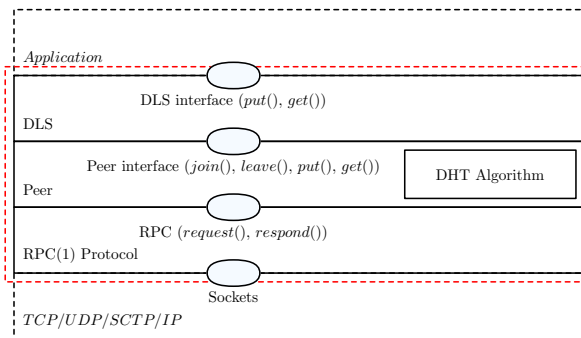 Application
DLS interface (put(), get())
DLS
Peer interface (join(), leave(), put(), get())
DHT Algorithm
Peer
RPC (request(), respond())
RPC(1) Protocol
Sockets
TCP/UDP/SCTP/IP